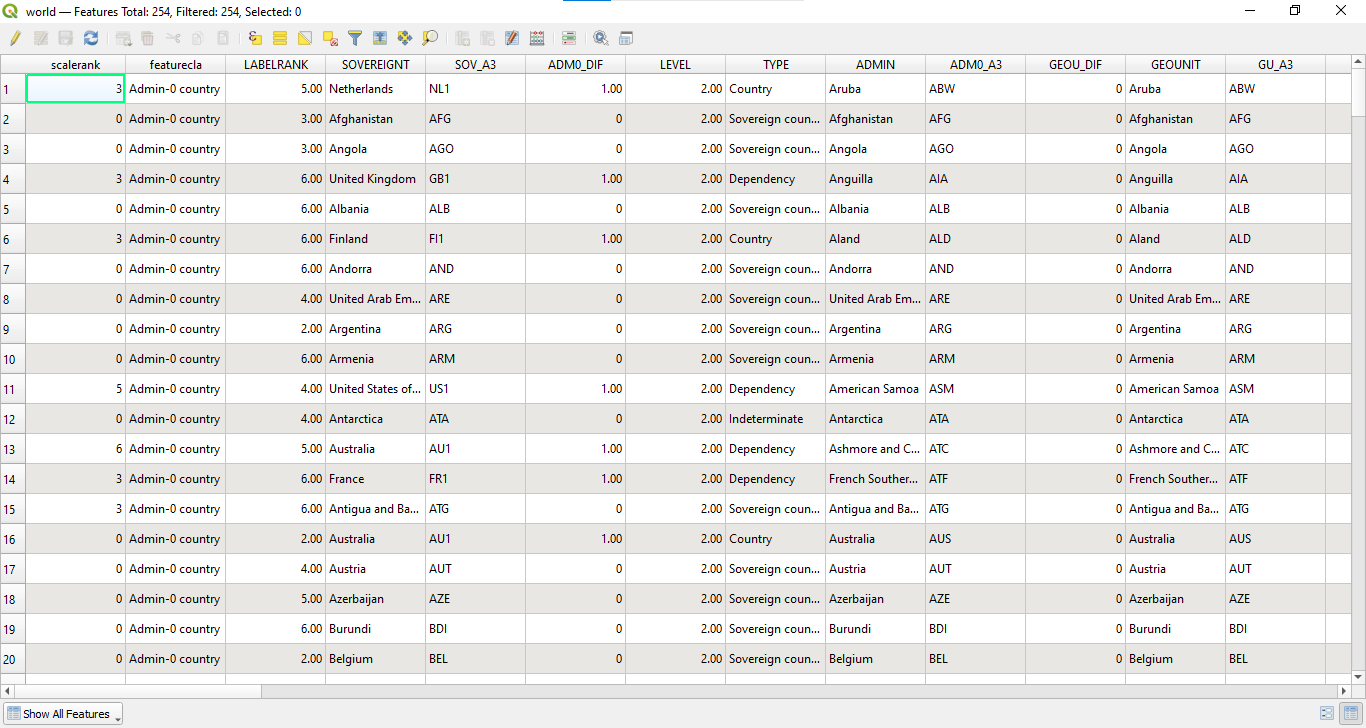 world — Features Total: 254, Filtered: 254, Selected: 0
scalerank featurecla LABELRANK SOVEREIGNT SOV_A3 ADM0_DIF LEVEL TYPE ADMIN ADM0_A3 GEOU_DIF GEOUNIT GU_A3
1 3 Admin-0 country 5.00 Netherlands NL1 1.00 2.00 Country Aruba ABW 0 Aruba ABW
2 0 Admin-0 country 3.00 Afghanistan AFG 0 2.00 Sovereign coun... Afghanistan AFG 0 Afghanistan AFG
3 0 Admin-0 country 3.00 Angola AGO 0 2.00 Sovereign coun... Angola AGO 0 Angola AGO
4 3 Admin-0 country 6.00 United Kingdom GB1 1.00 2.00 Dependency Anguilla AIA 0 Anguilla AIA
5 0 Admin-0 country 6.00 Albania ALB 0 2.00 Sovereign coun... Albania ALB 0 Albania ALB
6 3 Admin-0 country 6.00 Finland FI1 1.00 2.00 Country Aland ALD 0 Aland ALD
7 0 Admin-0 country 6.00 Andorra AND 0 2.00 Sovereign coun... Andorra AND 0 Andorra AND
8 0 Admin-0 country 4.00 United Arab Em... ARE 0 2.00 Sovereign coun... United Arab Em... ARE 0 United Arab Em... ARE
9 0 Admin-0 country 2.00 Argentina ARG 0 2.00 Sovereign coun... Argentina ARG 0 Argentina ARG
10 0 Admin-0 country 6.00 Armenia ARM 0 2.00 Sovereign coun... Armenia ARM 0 Armenia ARM
11 5 Admin-0 country 4.00 United States of... US1 1.00 2.00 Dependency American Samoa ASM 0 American Samoa ASM
12 0 Admin-0 country 4.00 Antarctica ATA 0 2.00 Indeterminate Antarctica ATA 0 Antarctica ATA
13 6 Admin-0 country 5.00 Australia AU1 1.00 2.00 Dependency Ashmore and C... ATC 0 Ashmore and C... ATC
14 3 Admin-0 country 6.00 France FR1 1.00 2.00 Dependency French Souther... ATF 0 French Souther... ATF
15 3 Admin-0 country 6.00 Antigua and Ba... ATG 0 2.00 Sovereign coun... Antigua and Ba... ATG 0 Antigua and Ba... ATG
16 0 Admin-0 country 2.00 Australia AU1 1.00 2.00 Country Australia AUS 0 Australia AUS
17 0 Admin-0 country 4.00 Austria AUT 0 2.00 Sovereign coun... Austria AUT 0 Austria AUT
18 0 Admin-0 country 5.00 Azerbaijan AZE 0 2.00 Sovereign coun... Azerbaijan AZE 0 Azerbaijan AZE
19 0 Admin-0 country 6.00 Burundi BDI 0 2.00 Sovereign coun... Burundi BDI 0 Burundi BDI
20 0 Admin-0 country 2.00 Belgium BEL 0 2.00 Sovereign coun... Belgium BEL 0 Belgium BEL
Show All Features